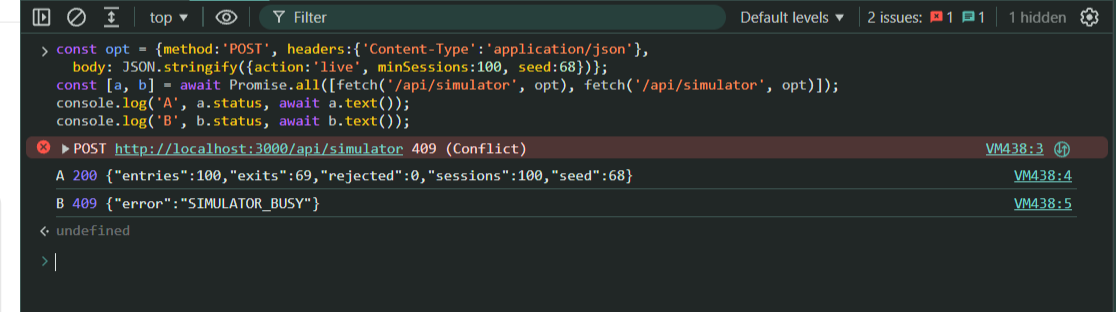 top ▼ Filter Default levels ▼ 2 issues: 1 1 1 hidden
> const opt = {method:'POST', headers:{'Content-Type':'application/json'},
body: JSON.stringify({action:'live', minSessions:100, seed:68})};
const [a, b] = await Promise.all([fetch('/api/simulator', opt), fetch('/api/simulator', opt)]);
console.log('A', a.status, await a.text());
console.log('B', b.status, await b.text());
▶ POST http://localhost:3000/api/simulator 409 (Conflict) VM438:3
A 200 {"entries":100,"exits":69,"rejected":0,"sessions":100,"seed":68} VM438:4
B 409 {"error":"SIMULATOR_BUSY"} VM438:5
undefined
>